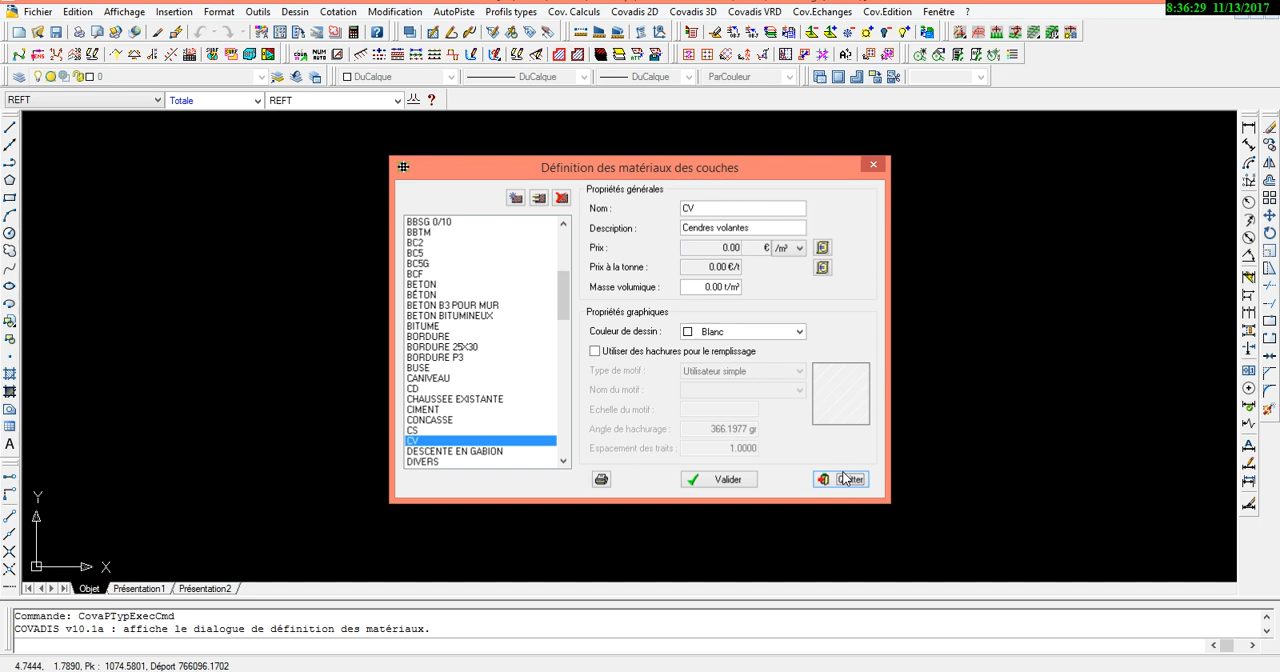 Fichier Edition Affichage Insertion Format Outils Dessin Cotation Modification AutoPiste Profils types Cov. Calculs Covadis 2D Covadis 3D Covadis VRD Cov.Echanges Cov.Edition Fenêtre ?
8:36:29 11/13/2017
0 DuCalque DuCalque DuCalque ParCouleur
REFT Totale REFT ?
Définition des matériaux des couches
BBSG 0/10
BBTM
BC2
BC5
BC5G
BCF
BETON
BÉTON
BETON B3 POUR MUR
BETON BITUMINEUX
BITUME
BORDURE
BORDURE 25X30
BORDURE P3
BUSE
CANIVEAU
CD
CHAUSSEE EXISTANTE
CIMENT
CONCASSE
CS
CV
DESCENTE EN GABION
DIVERS
Propriétés générales
Nom : CV
Description : Cendres volantes
Prix : 0.00 € /m³
Prix à la tonne : 0.00 €/t
Masse volumique : 0.00 t/m³
Propriétés graphiques
Couleur de dessin : Blanc
Utiliser des hachures pour le remplissage
Type de motif : Utilisateur simple
Nom du motif :
Echelle du motif :
Angle de hachurage : 366.1977 gr
Espacement des traits : 1.0000
Valider
Y
X
Objet Présentation1 Présentation2
Commande: CovaPTypExecCmd
COVADIS v10.1a : affiche le dialogue de définition des matériaux.
4.7444, 1.7890, Pk : 1074.5801, Déport 766096.1702